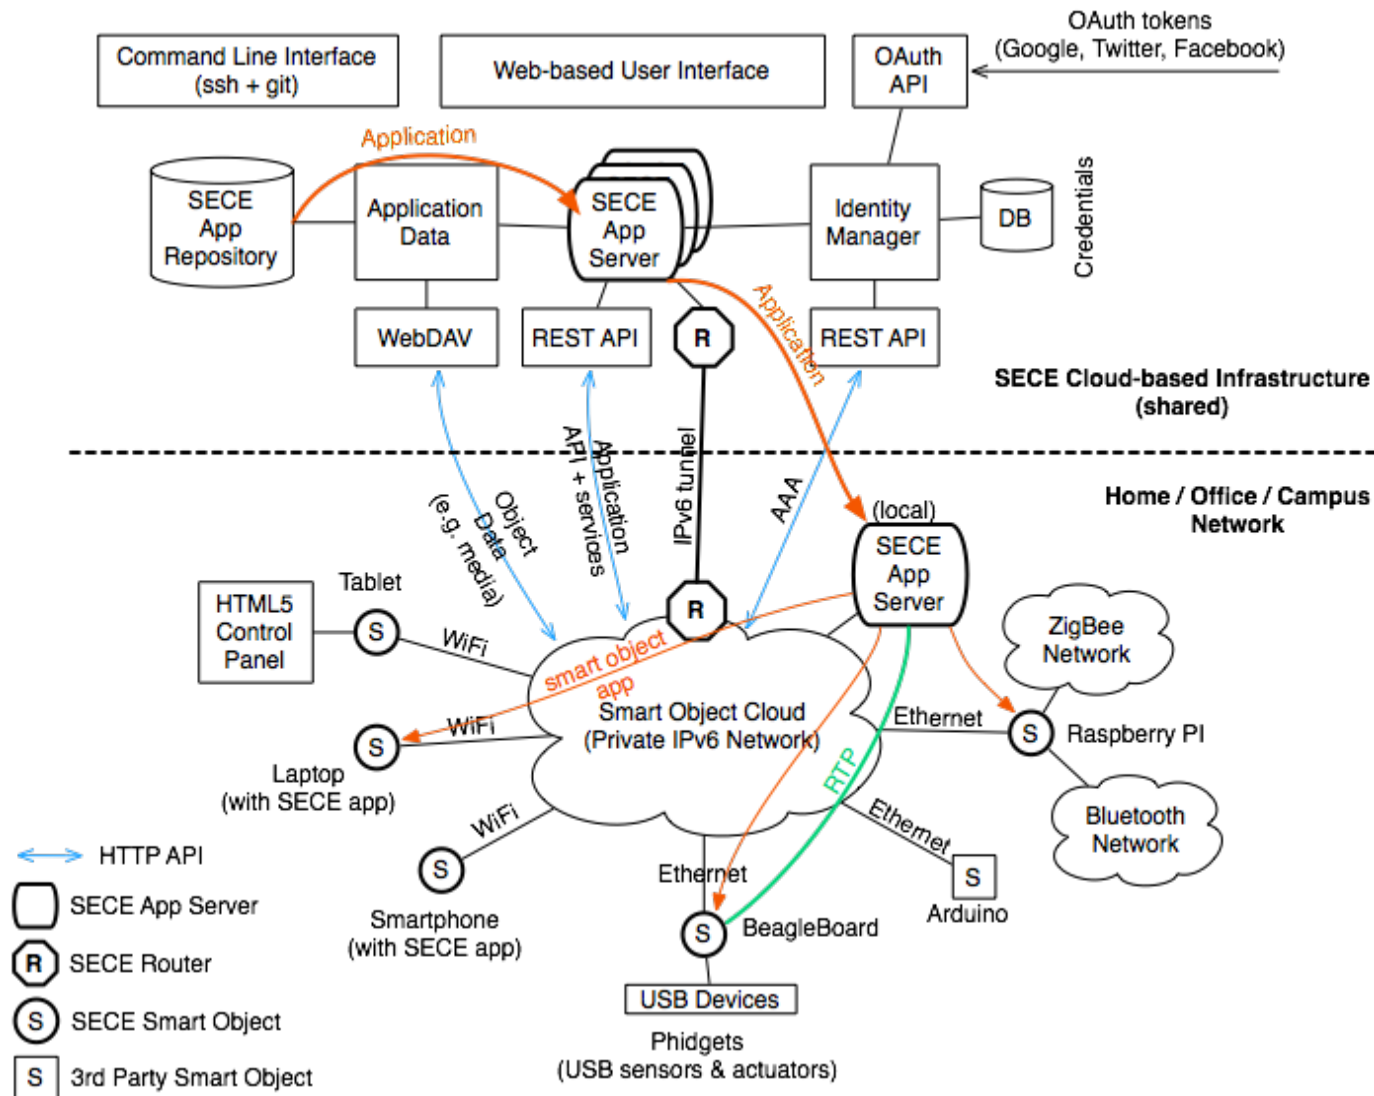 OAuth tokens
(Google, Twitter, Facebook)
Command Line Interface
(ssh + git)
Web-based User Interface
OAuth
API
Application
SECE
App
Repository
Application
Data
SECE
App
Server
Identity
Manager
DB
Credentials
WebDAV
REST API
R
Application
REST API
SECE Cloud-based Infrastructure
(shared)
Object
Data
(e.g. media)
Application
API + services
IPv6 tunnel
AAA
Home / Office / Campus
Network
(local)
SECE
App
Server
HTML5
Control
Panel
Tablet
S
WiFi
R
ZigBee
Network
smart object
app
Smart Object Cloud
(Private IPv6 Network)
WiFi
S
Laptop
(with SECE app)
Ethernet
S
Raspberry PI
RTP
Bluetooth
Network
WiFi
S
Smartphone
(with SECE app)
Ethernet
Ethernet
S
Arduino
S
BeagleBoard
USB Devices
Phidgets
(USB sensors & actuators)
HTTP API
SECE App Server
R
SECE Router
S
SECE Smart Object
S
3rd Party Smart Object